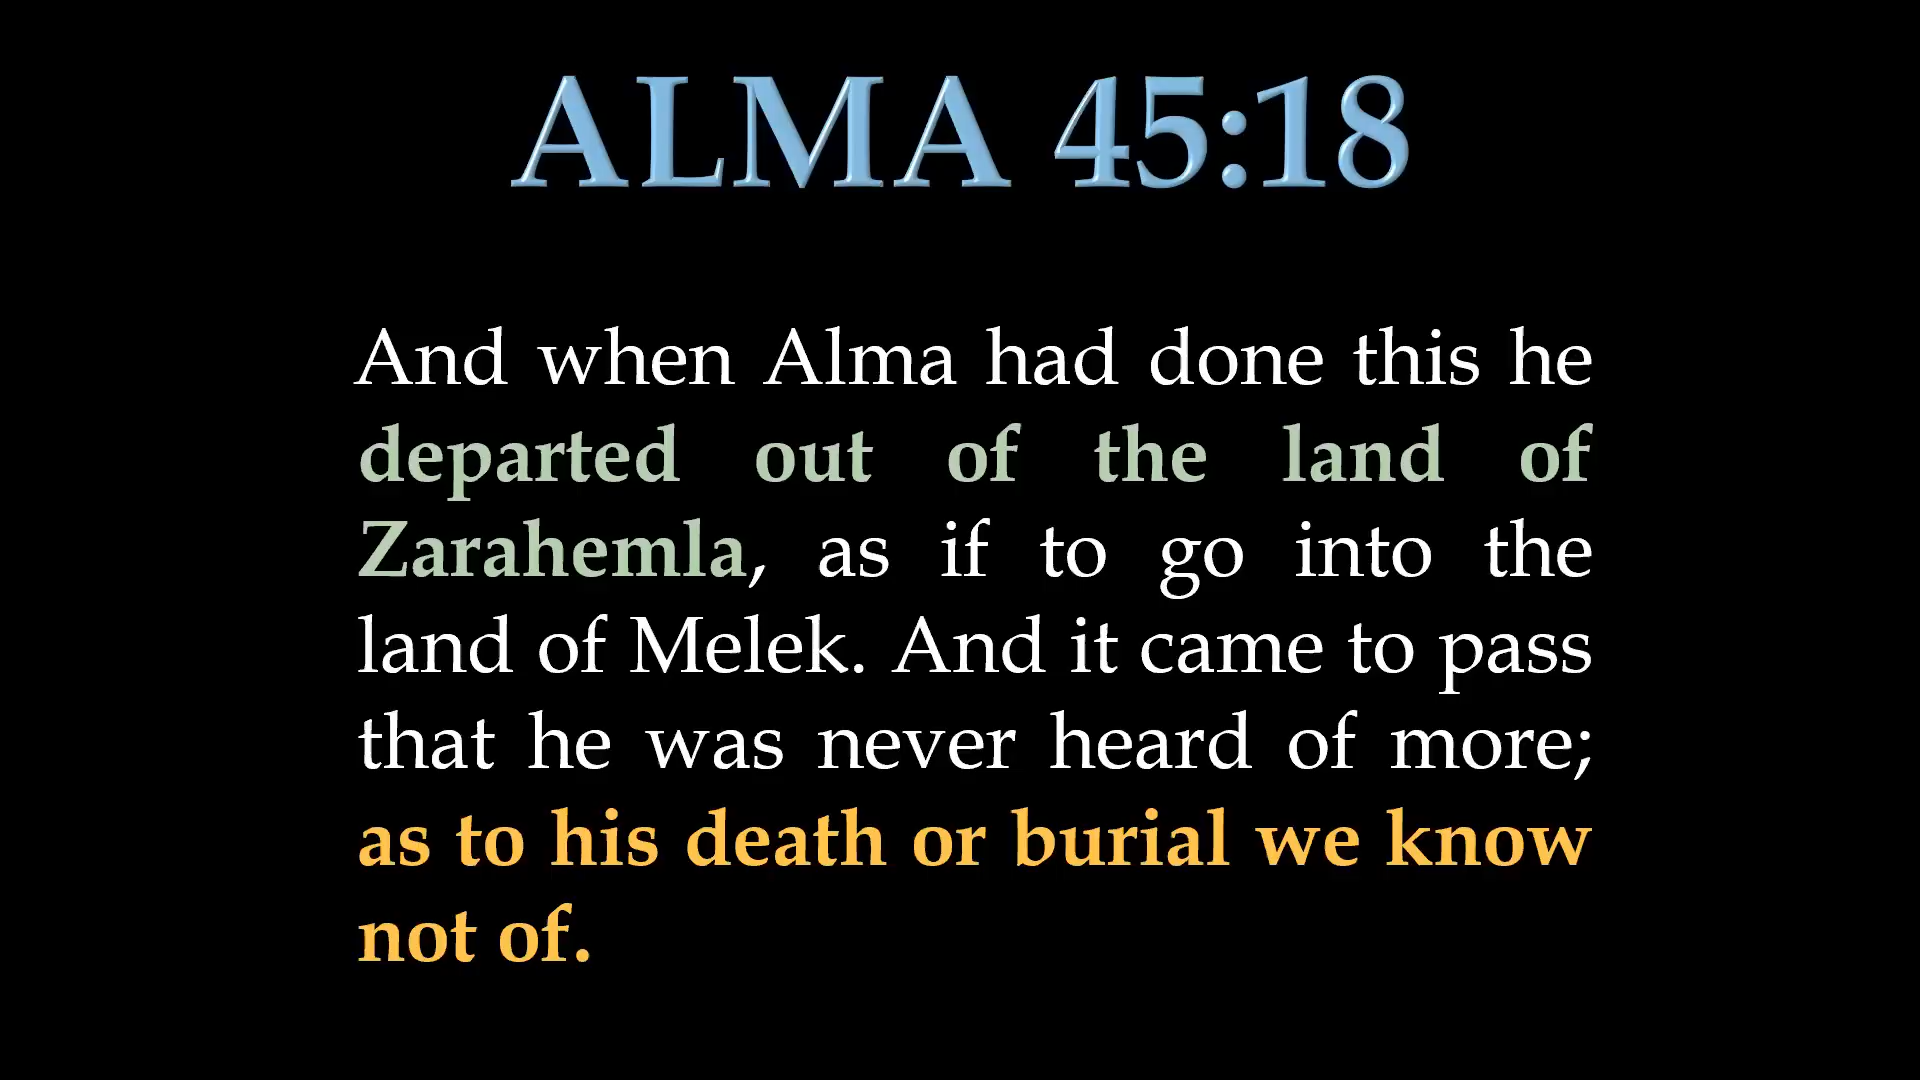 ALMA 45:18
And when Alma had done this he
departed out of the land of
Zarahemla, as if to go into the
land of Melek. And it came to pass
that he was never heard of more;
as to his death or burial we know
not of.